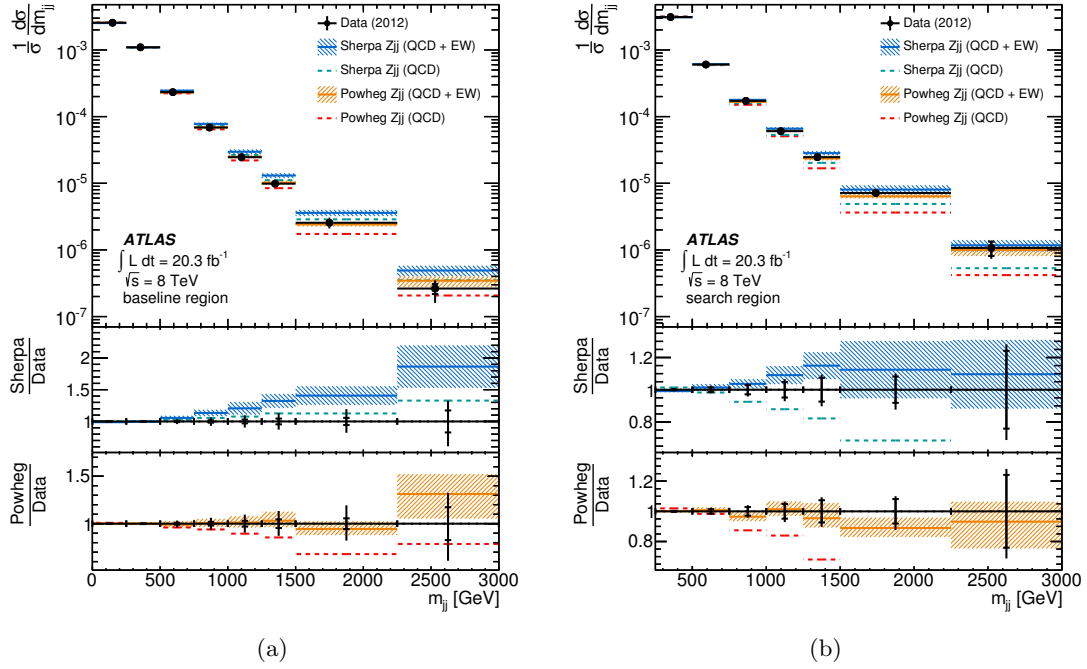 1/σ dσ/dm_jj
10⁻³
10⁻⁴
10⁻⁵
10⁻⁶
10⁻⁷
Data (2012)
Sherpa Zjj (QCD + EW)
Sherpa Zjj (QCD)
Powheg Zjj (QCD + EW)
Powheg Zjj (QCD)
ATLAS
∫ L dt = 20.3 fb⁻¹
√s = 8 TeV
baseline region
Sherpa
Data
2
1.5
1
Powheg
Data
1.5
1
0 500 1000 1500 2000 2500 3000
m_jj [GeV]
(a)
1/σ dσ/dm_jj
10⁻³
10⁻⁴
10⁻⁵
10⁻⁶
10⁻⁷
Data (2012)
Sherpa Zjj (QCD + EW)
Sherpa Zjj (QCD)
Powheg Zjj (QCD + EW)
Powheg Zjj (QCD)
ATLAS
∫ L dt = 20.3 fb⁻¹
√s = 8 TeV
search region
Sherpa
Data
1.2
1
0.8
Powheg
Data
1.2
1
0.8
500 1000 1500 2000 2500 3000
m_jj [GeV]
(b)